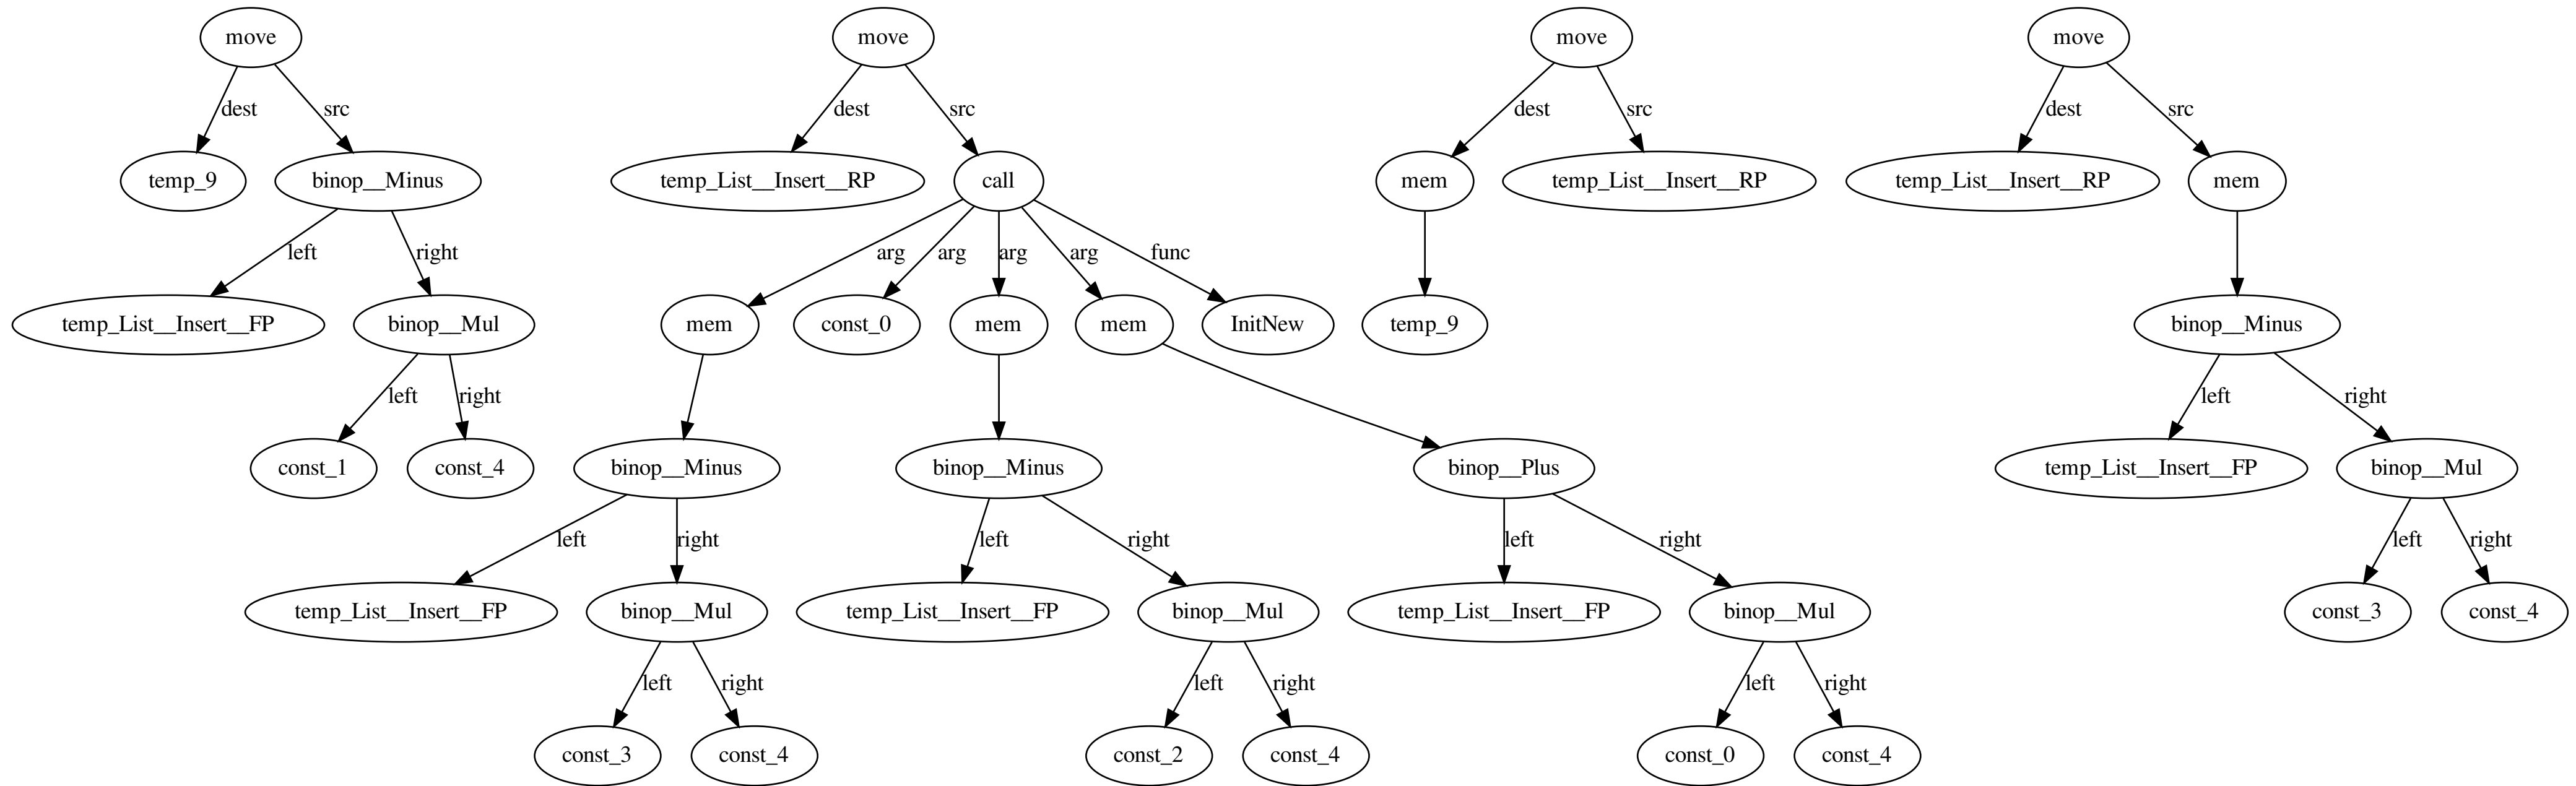 move
move
move
move
dest
src
dest
src
dest
src
dest
src
temp_9
binop__Minus
temp_List__Insert__RP
call
mem
temp_List__Insert__RP
temp_List__Insert__RP
mem
left
right
arg
arg
arg
arg
func
temp_List__Insert__FP
binop__Mul
mem
const_0
mem
mem
InitNew
temp_9
binop__Minus
left
right
left
right
const_1
const_4
binop__Minus
binop__Minus
binop__Plus
temp_List__Insert__FP
binop__Mul
left
right
left
right
left
right
left
right
temp_List__Insert__FP
binop__Mul
temp_List__Insert__FP
binop__Mul
temp_List__Insert__FP
binop__Mul
const_3
const_4
left
right
left
right
left
right
const_3
const_4
const_2
const_4
const_0
const_4